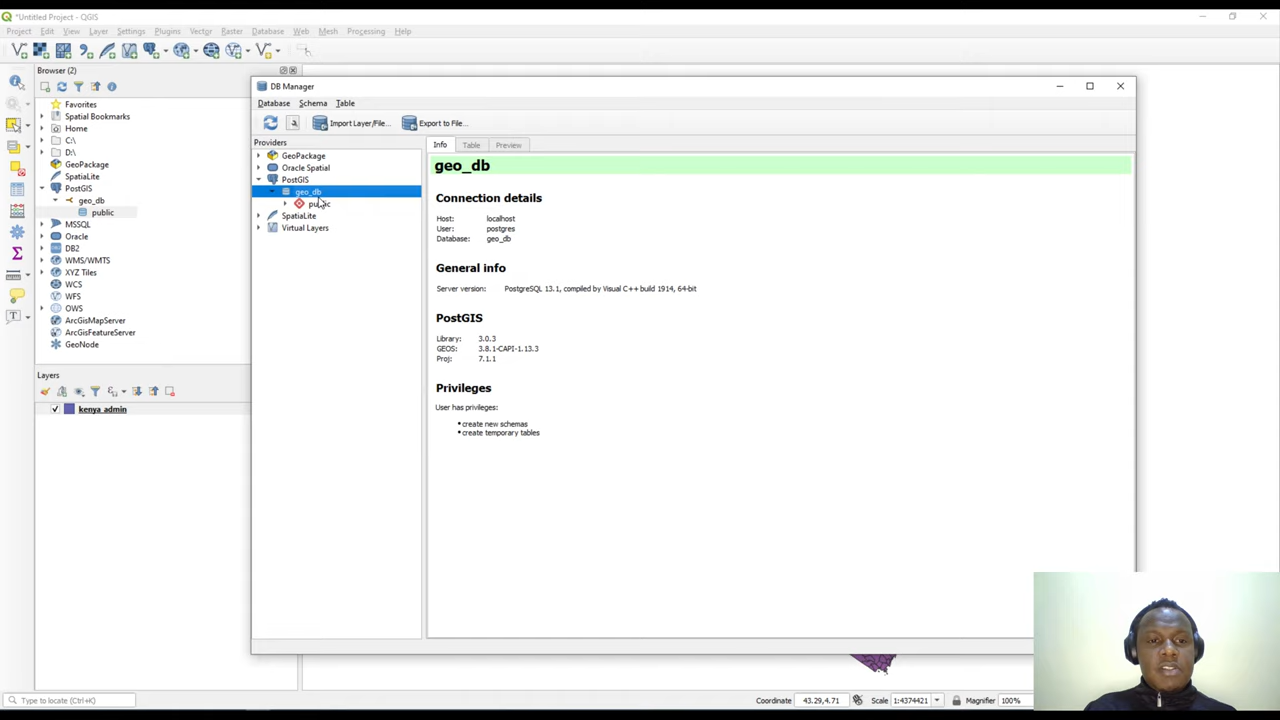 *Untitled Project - QGIS
Project Edit View Layer Settings Plugins Vector Raster Database Web Mesh Processing Help
Browser (2)
Favorites
Spatial Bookmarks
Home
C:\
D:\
GeoPackage
SpatiaLite
PostGIS
geo_db
public
MSSQL
Oracle
DB2
WMS/WMTS
XYZ Tiles
WCS
WFS
OWS
ArcGisMapServer
ArcGisFeatureServer
GeoNode
Layers
kenya_admin
DB Manager
Database Schema Table
Import Layer/File... Export to File...
Providers
GeoPackage
Oracle Spatial
PostGIS
geo_db
public
SpatiaLite
Virtual Layers
Info Table Preview
geo_db
Connection details
Host: localhost
User: postgres
Database: geo_db
General info
Server version: PostgreSQL 13.1, compiled by Visual C++ build 1914, 64-bit
PostGIS
Library: 3.0.3
GEOS: 3.8.1-CAPI-1.13.3
Proj: 7.1.1
Privileges
User has privileges:
• create new schemas
• create temporary tables
Type to locate (Ctrl+K)
Coordinate 43.29,4.71 Scale 1:4374421 Magnifier 100%